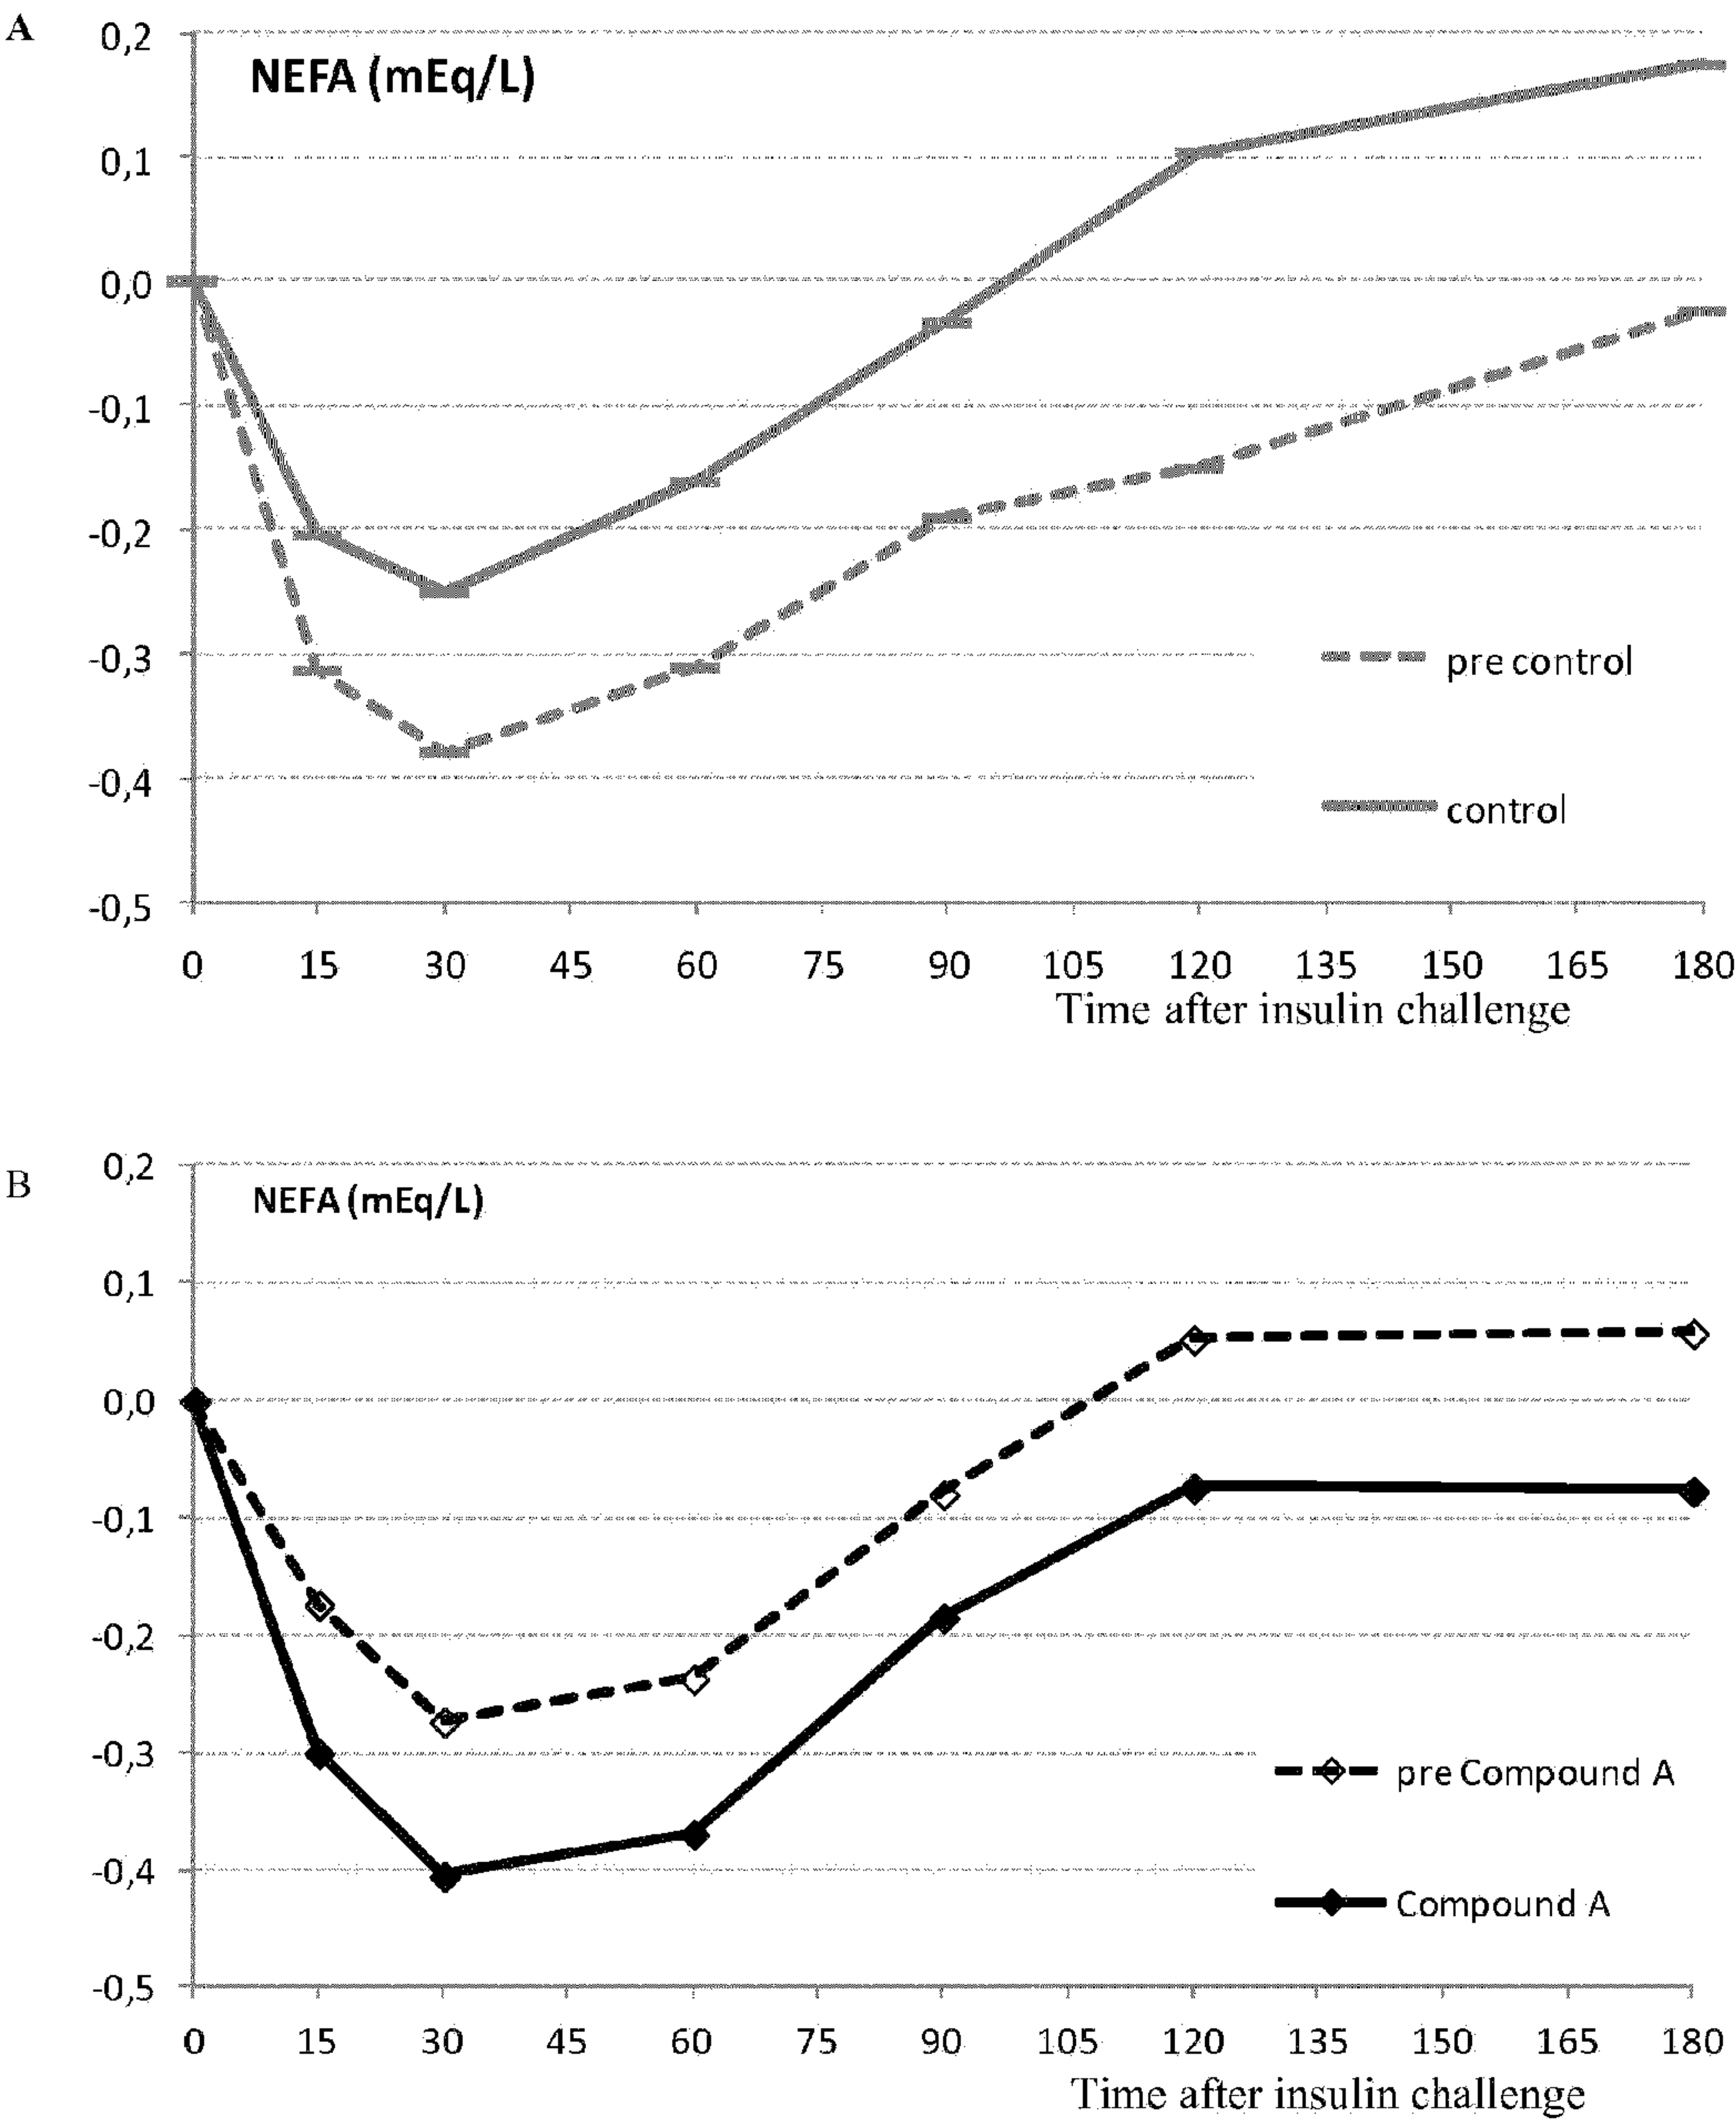 A
NEFA (mEq/L)
0,2
0,1
0,0
-0,1
-0,2
-0,3
-0,4
-0,5
pre control
control
0 15 30 45 60 75 90 105 120 135 150 165 180
Time after insulin challenge
B
NEFA (mEq/L)
0,2
0,1
0,0
-0,1
-0,2
-0,3
-0,4
-0,5
pre Compound A
Compound A
0 15 30 45 60 75 90 105 120 135 150 165 180
Time after insulin challenge